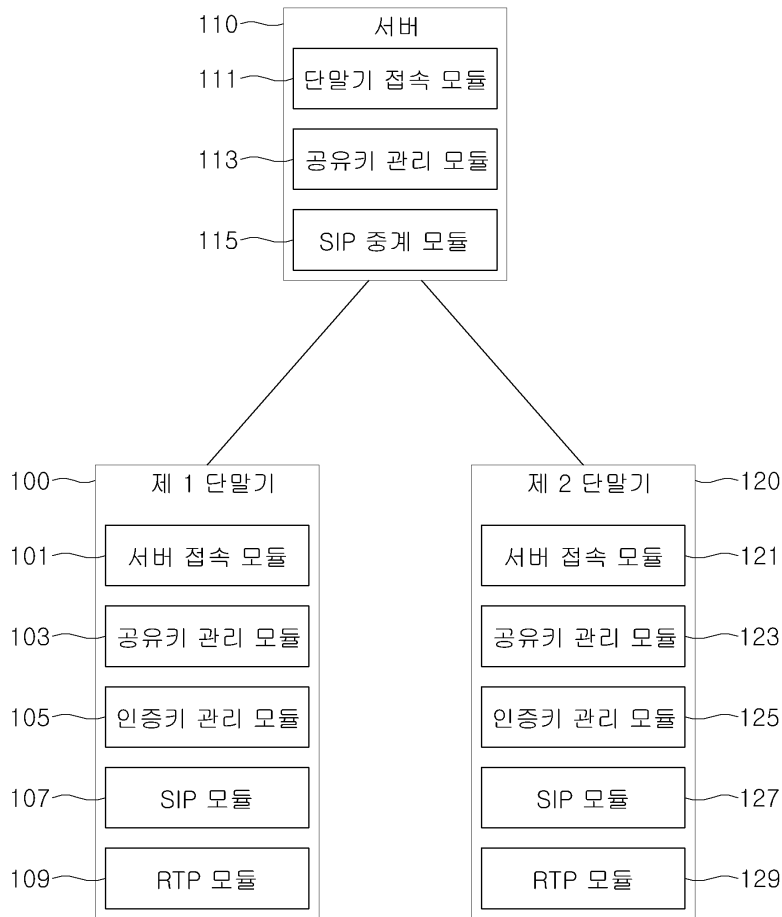 110 서버
111 단말기 접속 모듈
113 공유키 관리 모듈
115 SIP 중계 모듈
100 제 1 단말기
101 서버 접속 모듈
103 공유키 관리 모듈
105 인증키 관리 모듈
107 SIP 모듈
109 RTP 모듈
제 2 단말기 120
서버 접속 모듈 121
공유키 관리 모듈 123
인증키 관리 모듈 125
SIP 모듈 127
RTP 모듈 129